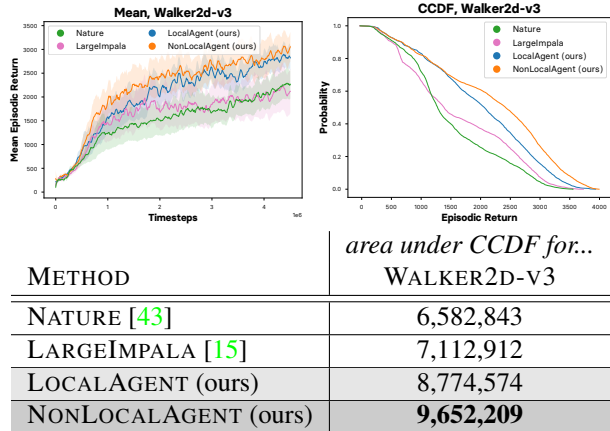 Mean, Walker2d-v3
Nature
LocalAgent (ours)
LargeImpala
NonLocalAgent (ours)
Mean Episodic Return
3500
3000
2500
2000
1500
1000
500
0
0
1
2
3
4
1e6
Timesteps
CCDF, Walker2d-v3
Nature
LargeImpala
LocalAgent (ours)
NonLocalAgent (ours)
Probability
1.0
0.8
0.6
0.4
0.2
0.0
0
500
1000
1500
2000
2500
3000
3500
4000
Episodic Return
area under CCDF for...
METHOD WALKER2D-V3
NATURE [43] 6,582,843
LARGEIMPALA [15] 7,112,912
LOCALAGENT (ours) 8,774,574
NONLOCALAGENT (ours) 9,652,209